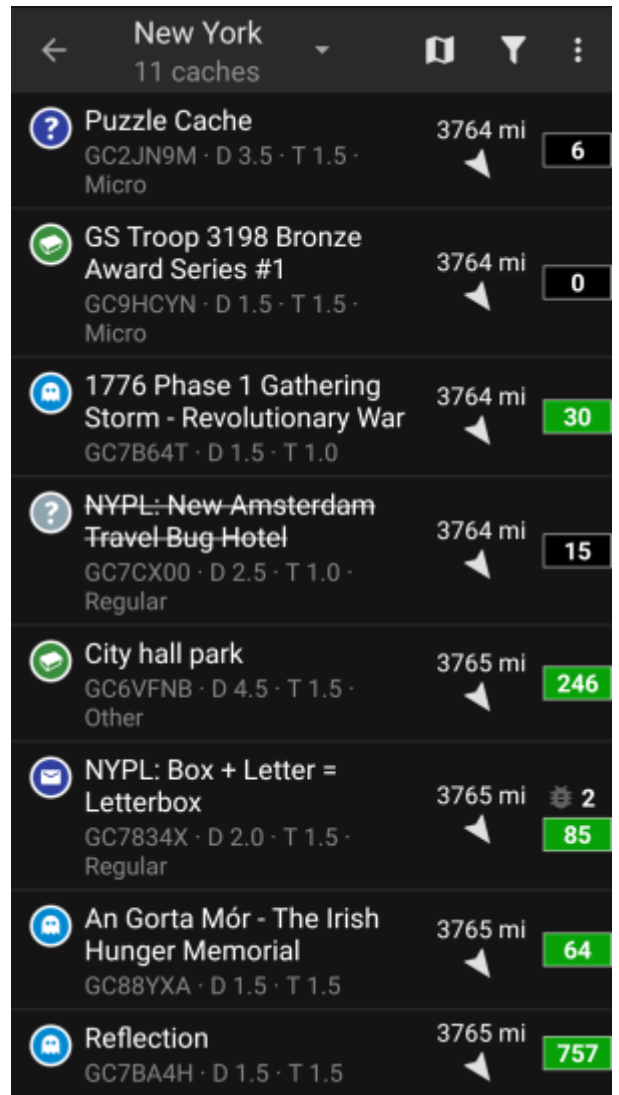 New York
11 caches
Puzzle Cache
GC2JN9M · D 3.5 · T 1.5 ·
Micro
3764 mi
6
GS Troop 3198 Bronze
Award Series #1
GC9HCYN · D 1.5 · T 1.5 ·
Micro
3764 mi
0
1776 Phase 1 Gathering
Storm - Revolutionary War
GC7B64T · D 1.5 · T 1.0
3764 mi
30
NYPL: New Amsterdam
Travel Bug Hotel
GC7CX00 · D 2.5 · T 1.0 ·
Regular
3764 mi
15
City hall park
GC6VFNB · D 4.5 · T 1.5 ·
Other
3765 mi
246
NYPL: Box + Letter =
Letterbox
GC7834X · D 2.0 · T 1.5 ·
Regular
3765 mi
2
85
An Gorta Mór - The Irish
Hunger Memorial
GC88YXA · D 1.5 · T 1.5
3765 mi
64
Reflection
GC7BA4H · D 1.5 · T 1.5
3765 mi
757